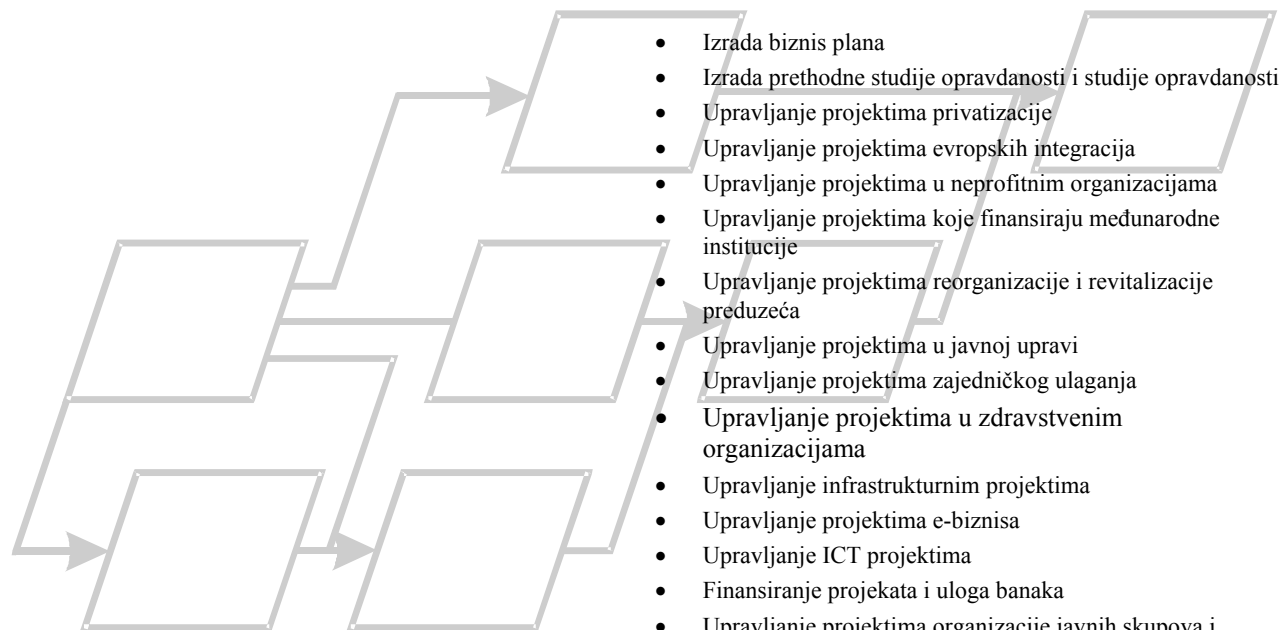 • Izrada biznis plana
• Izrada prethodne studije opravdanosti i studije opravdanosti
• Upravljanje projektima privatizacije
• Upravljanje projektima evropskih integracija
• Upravljanje projektima u neprofitnim organizacijama
• Upravljanje projektima koje finansiraju međunarodne
institucije
• Upravljanje projektima reorganizacije i revitalizacije
preduzeća
• Upravljanje projektima u javnoj upravi
• Upravljanje projektima zajedničkog ulaganja
• Upravljanje projektima u zdravstvenim
organizacijama
• Upravljanje infrastrukturnim projektima
• Upravljanje projektima e-biznisa
• Upravljanje ICT projektima
• Finansiranje projekata i uloga banaka
• Upravljanje projektima organizacije javnih skupova i